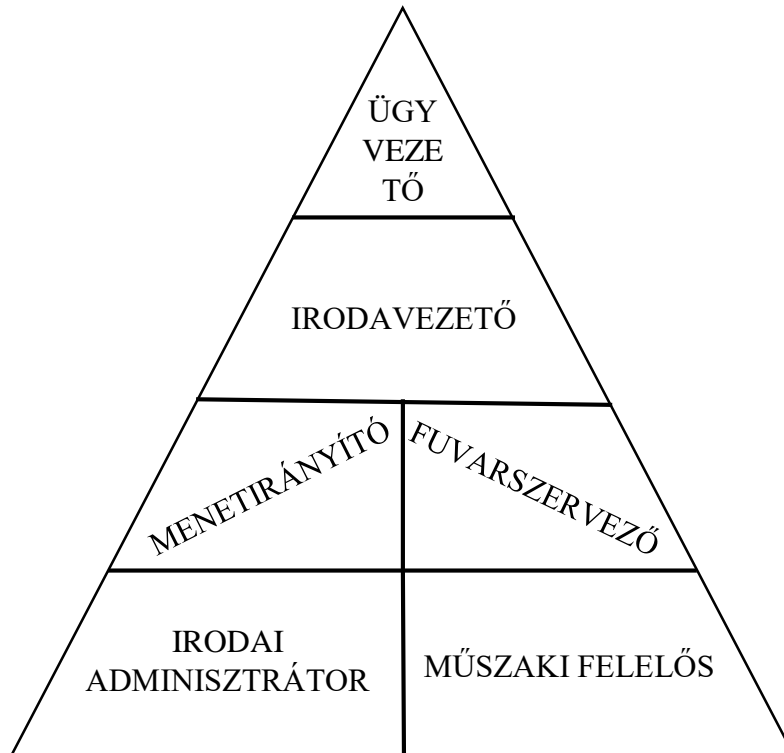 ÜGY
VEZE
TŐ
IRODAVEZETŐ
MENETIRÁNYÍTÓ
FUVARSZERVEZŐ
IRODAI
ADMINISZTRÁTOR
MŰSZAKI FELELŐS